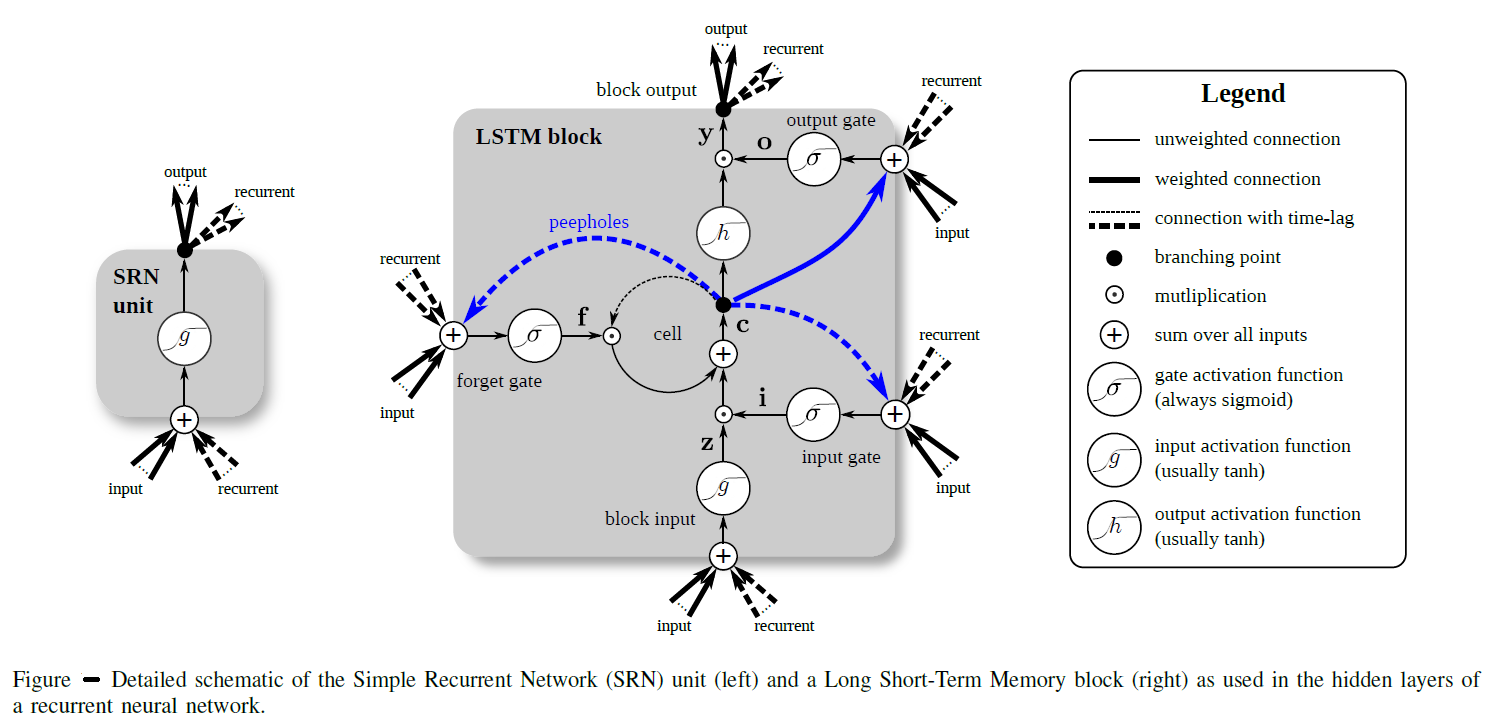 output
recurrent
SRN
unit
g
+
input
recurrent
output
recurrent
block output
LSTM block
y
o
output gate
σ
+
recurrent
input
h
peepholes
recurrent
+
input
σ
f
forget gate
cell
c
+
i
σ
input gate
+
recurrent
input
z
g
block input
+
input
recurrent
Legend
unweighted connection
weighted connection
connection with time-lag
branching point
mutliplication
+
sum over all inputs
σ
gate activation function
(always sigmoid)
g
input activation function
(usually tanh)
h
output activation function
(usually tanh)
Figure – Detailed schematic of the Simple Recurrent Network (SRN) unit (left) and a Long Short-Term Memory block (right) as used in the hidden layers of
a recurrent neural network.